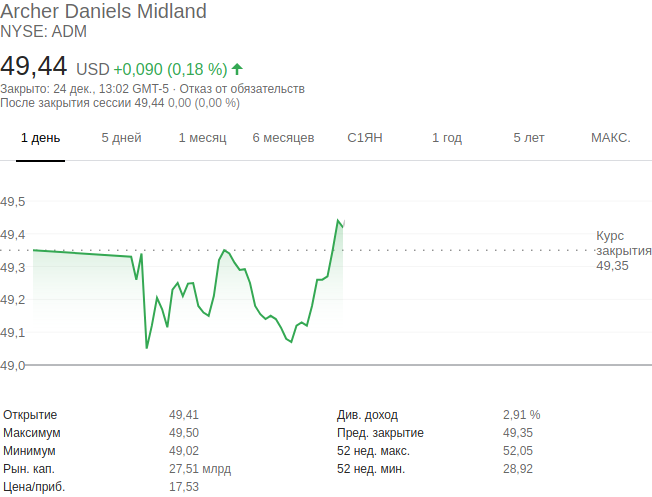 Archer Daniels Midland
NYSE: ADM
49,44 USD +0,090 (0,18 %)
Закрыто: 24 дек., 13:02 GMT-5 · Отказ от обязательств
После закрытия сессии 49,44 0,00 (0,00 %)
1 день 5 дней 1 месяц 6 месяцев С1ЯН 1 год 5 лет МАКС.
49,5
49,4
49,3
49,2
49,1
49,0
Курс
закрытия
49,35
Открытие 49,41 Див. доход 2,91 %
Максимум 49,50 Пред. закрытие 49,35
Минимум 49,02 52 нед. макс. 52,05
Рын. кап. 27,51 млрд 52 нед. мин. 28,92
Цена/приб. 17,53